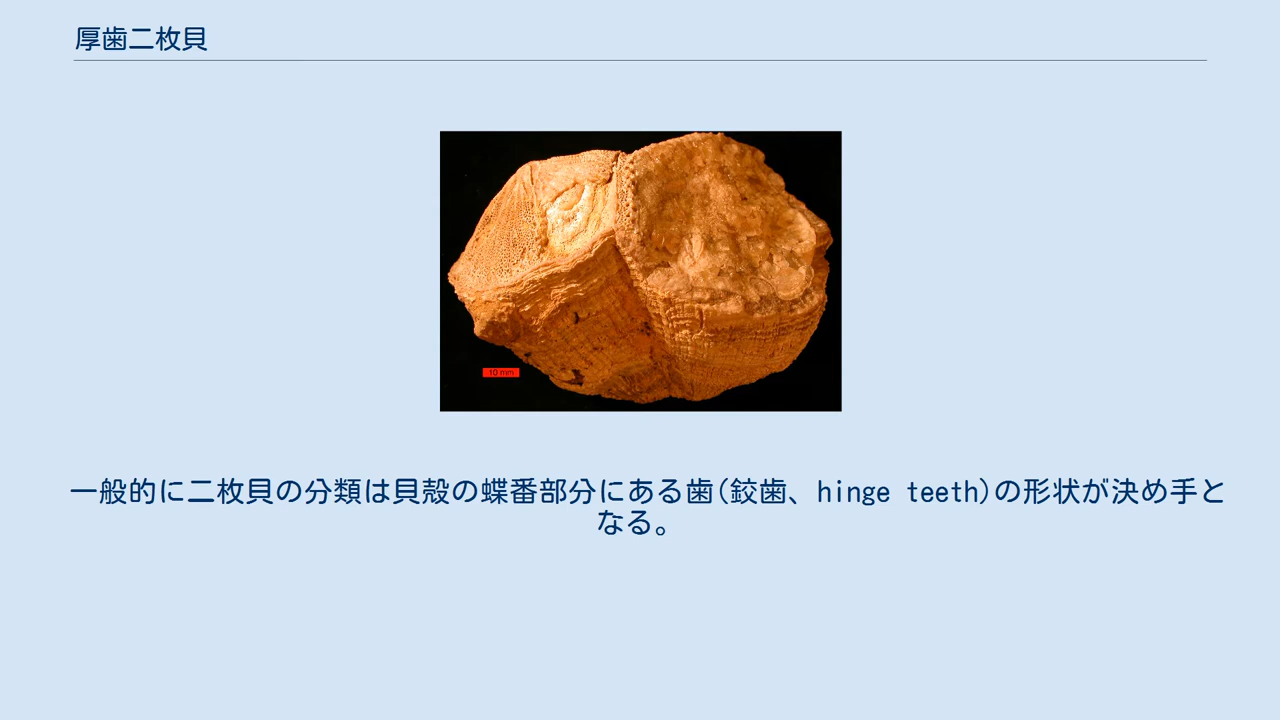 厚歯二枚貝
10 mm
一般的に二枚貝の分類は貝殻の蝶番部分にある歯(鉸歯、hinge teeth)の形状が決め手と
なる。